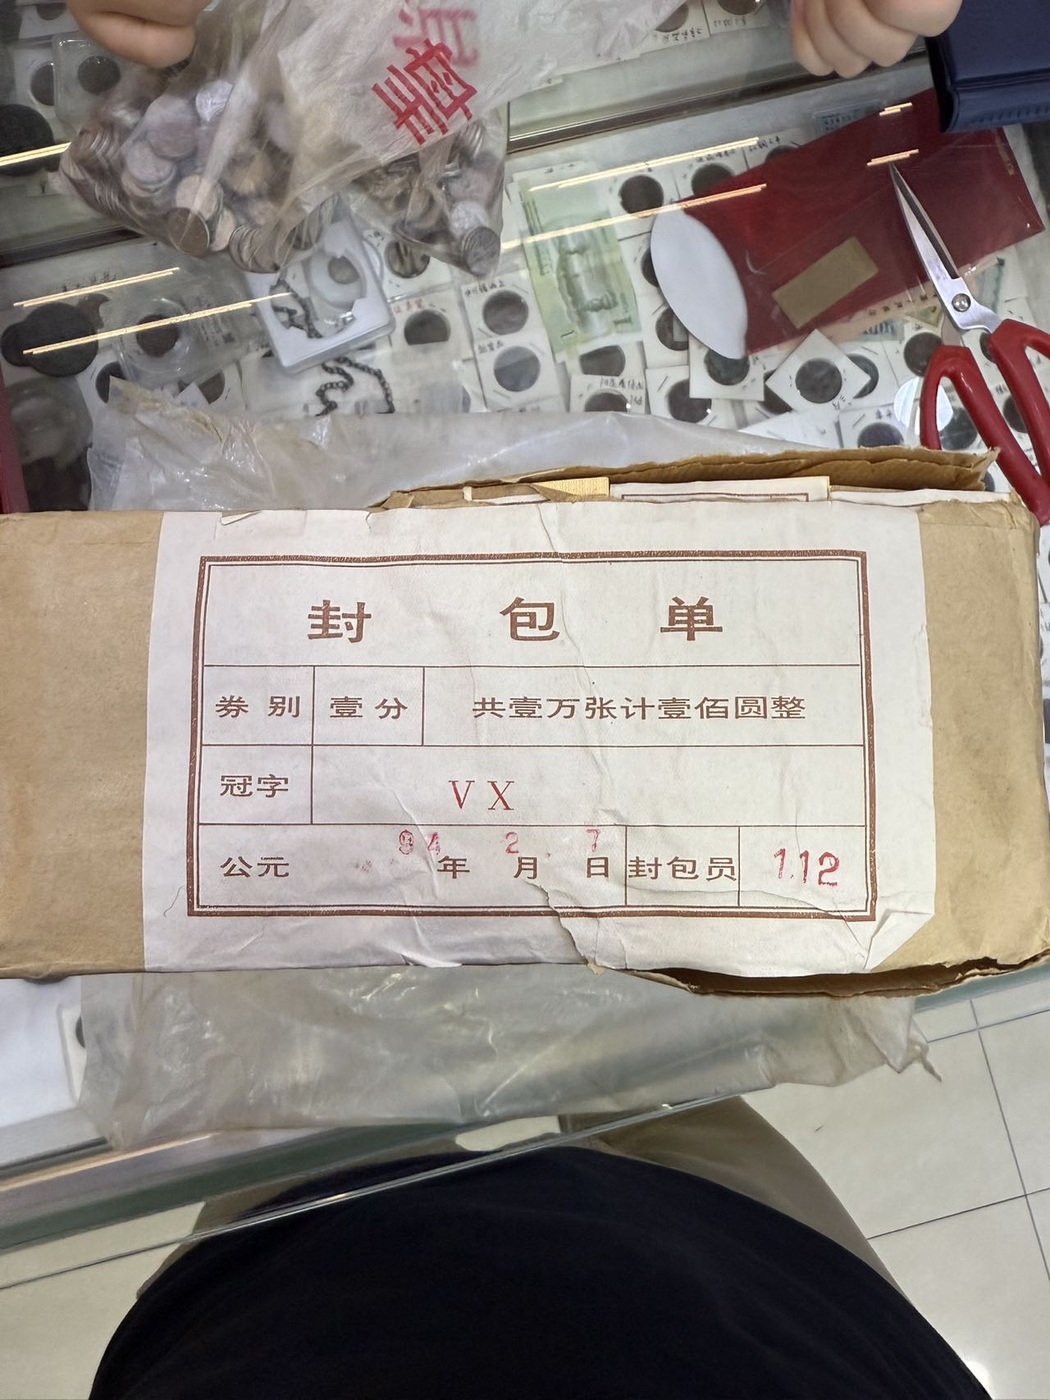 封 包 单
券 别 壹 分 共壹万张计壹佰圆整
冠字 V X
公元 94 年 2 月 7 日 封包员 112